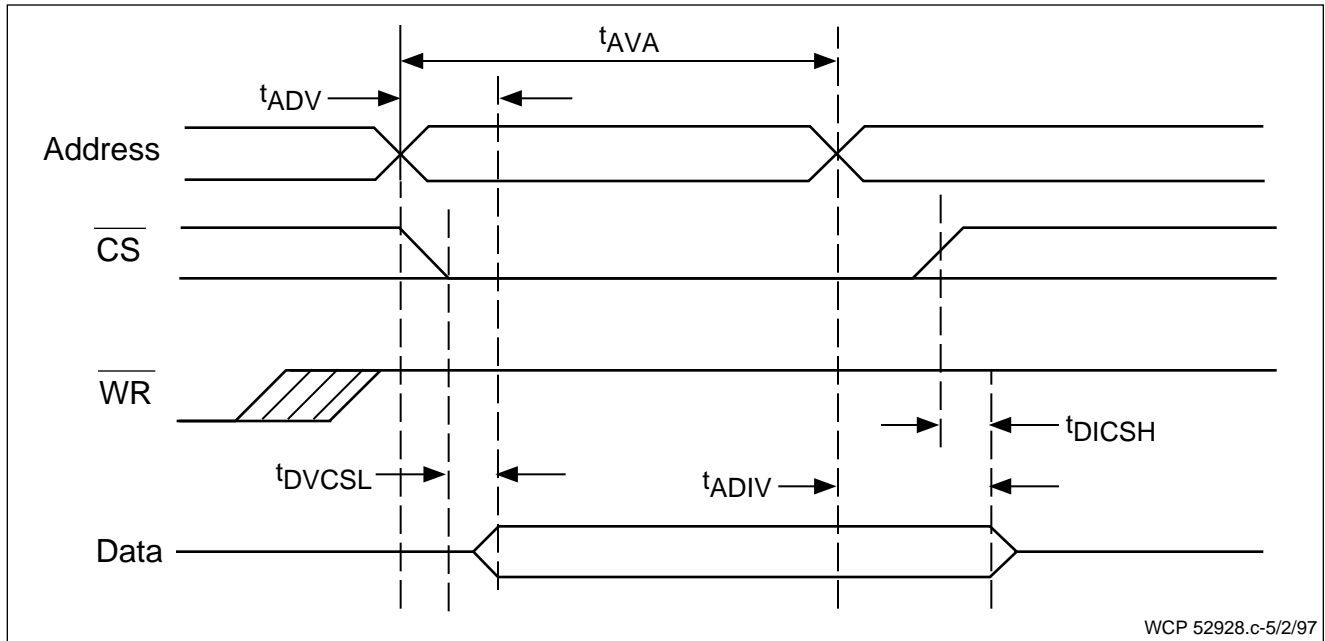 tAVA
tADV
Address
CS
WR
tDICSH
tDVCSL
tADIV
Data
WCP 52928.c-5/2/97